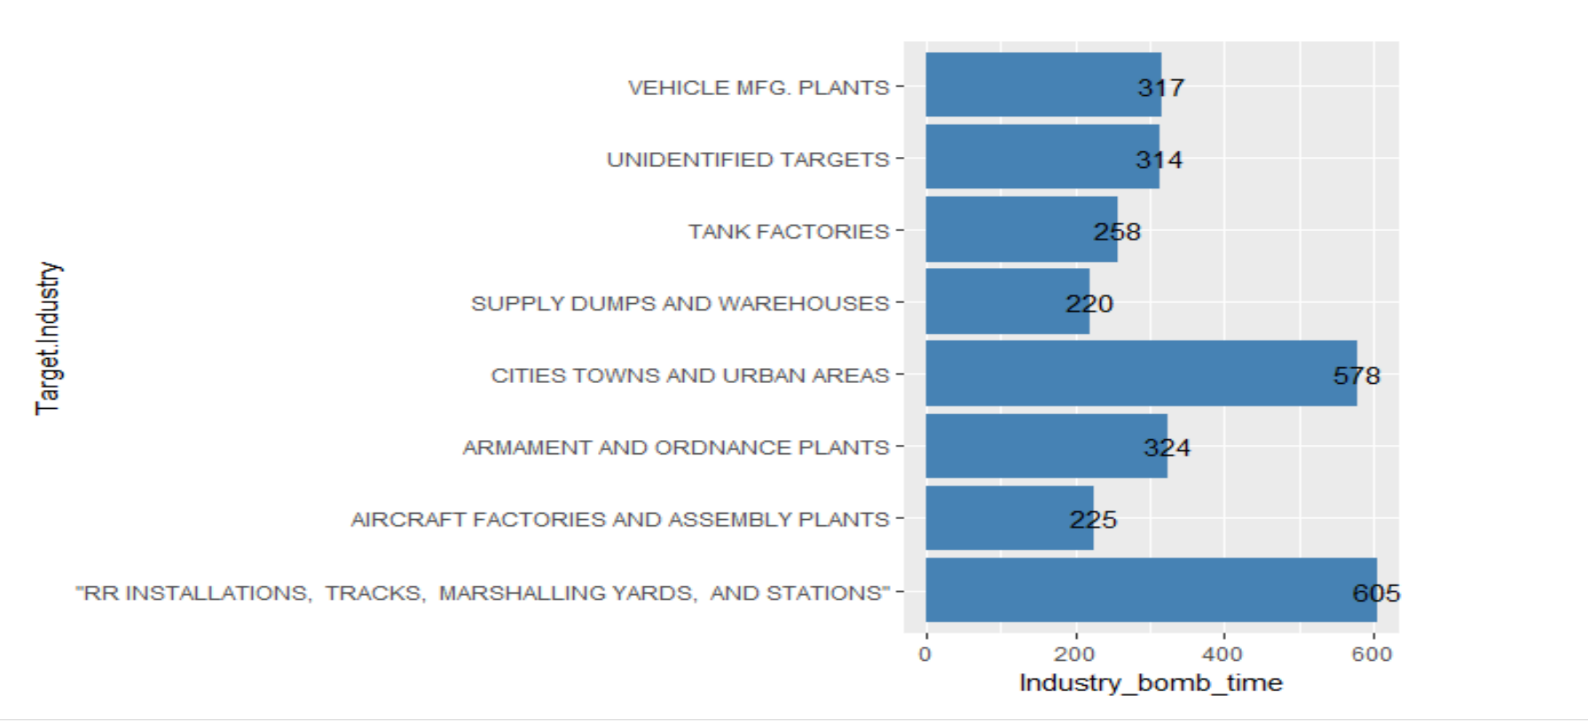 VEHICLE MFG. PLANTS
317
UNIDENTIFIED TARGETS
314
TANK FACTORIES
258
SUPPLY DUMPS AND WAREHOUSES
220
CITIES TOWNS AND URBAN AREAS
578
ARMAMENT AND ORDNANCE PLANTS
324
AIRCRAFT FACTORIES AND ASSEMBLY PLANTS
225
"RR INSTALLATIONS,  TRACKS,  MARSHALLING YARDS,  AND STATIONS"
605
Target.Industry
0 200 400 600
Industry_bomb_time